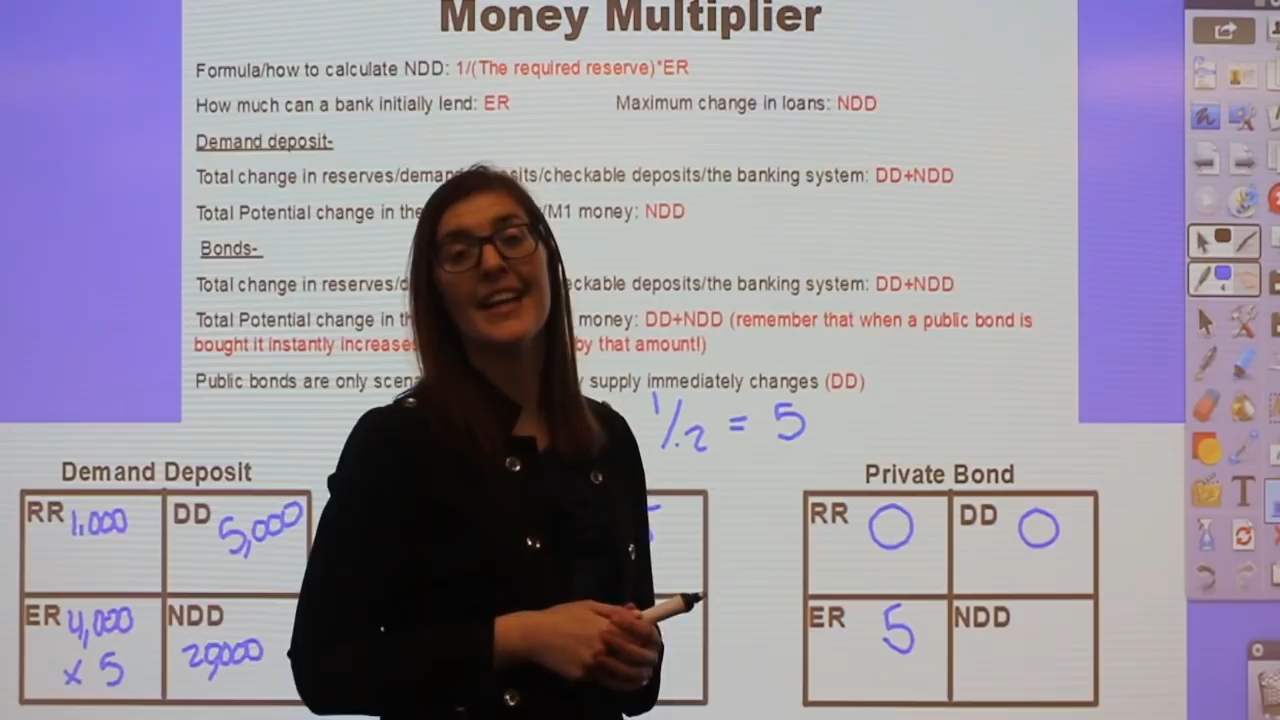 Money Multiplier
Formula/how to calculate NDD: 1/(The required reserve)*ER
How much can a bank initially lend: ER Maximum change in loans: NDD
Demand deposit-
Total change in reserves/demand sits/checkable deposits/the banking system: DD+NDD
Total Potential change in the /M1 money: NDD
Bonds-
Total change in reserves/d eckable deposits/the banking system: DD+NDD
Total Potential change in th money: DD+NDD (remember that when a public bond is
bought it instantly increases by that amount!)
Public bonds are only scena y supply immediately changes (DD)
1/.2 = 5
Demand Deposit Private Bond
RR 1,000 DD 5,000 RR 0 DD 0
ER 4,000 NDD ER 5 NDD
x 5 20,000
T